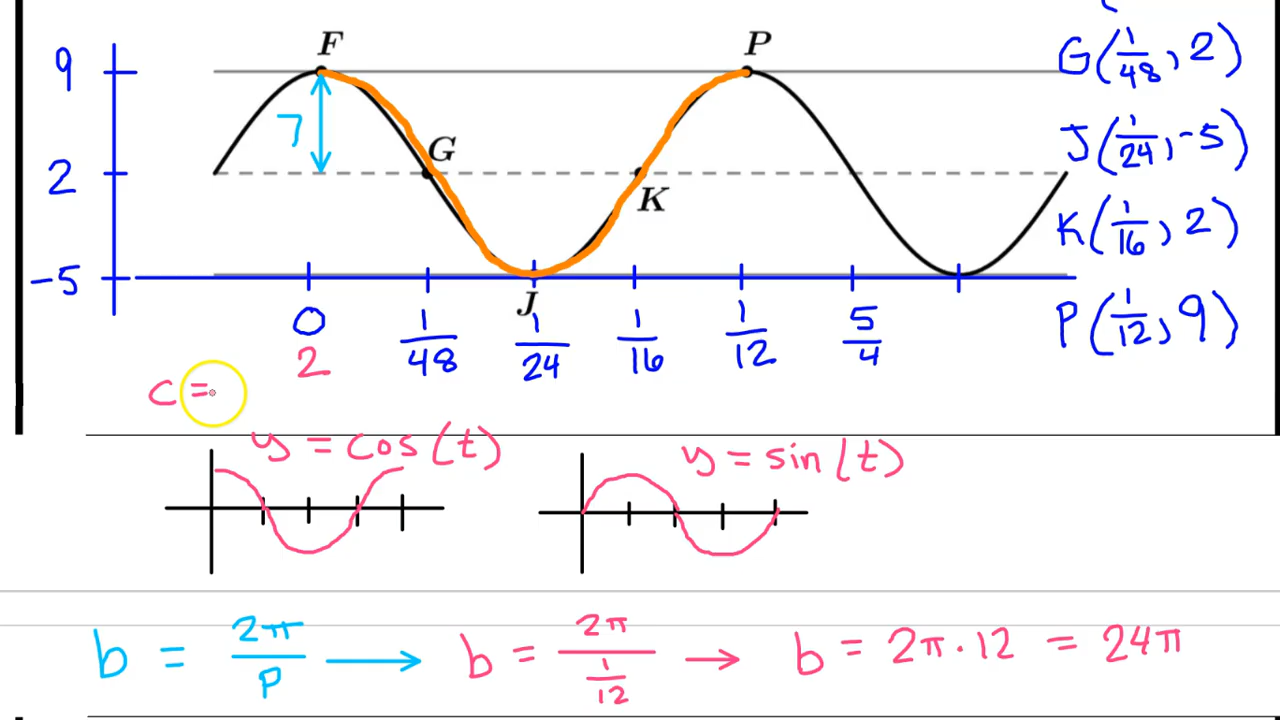 F
P
9
7
G
2
K
-5
J
0
1/48
1/24
1/16
1/12
5/4
2
G(1/48, 2)
J(1/24, -5)
K(1/16, 2)
P(1/12, 9)
c =
y = cos(t)
y = sin(t)
b = 2π/P → b = 2π/(1/12) → b = 2π · 12 = 24π